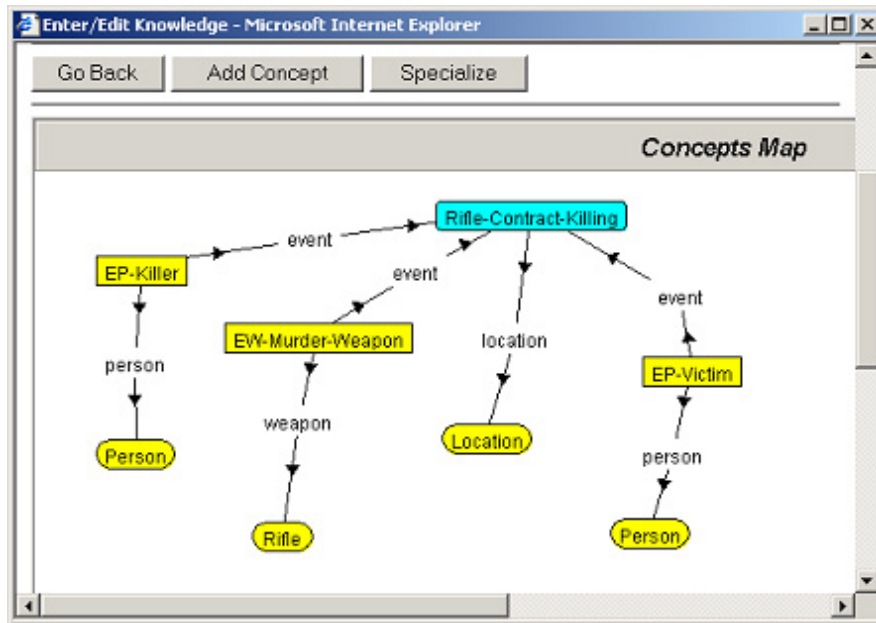 Enter/Edit Knowledge - Microsoft Internet Explorer
Go Back Add Concept Specialize
Concepts Map
Rifle-Contract-Killing
event
EP-Killer
event
event
EW-Murder-Weapon
location
person
EP-Victim
weapon
Location
Person
person
Rifle
Person